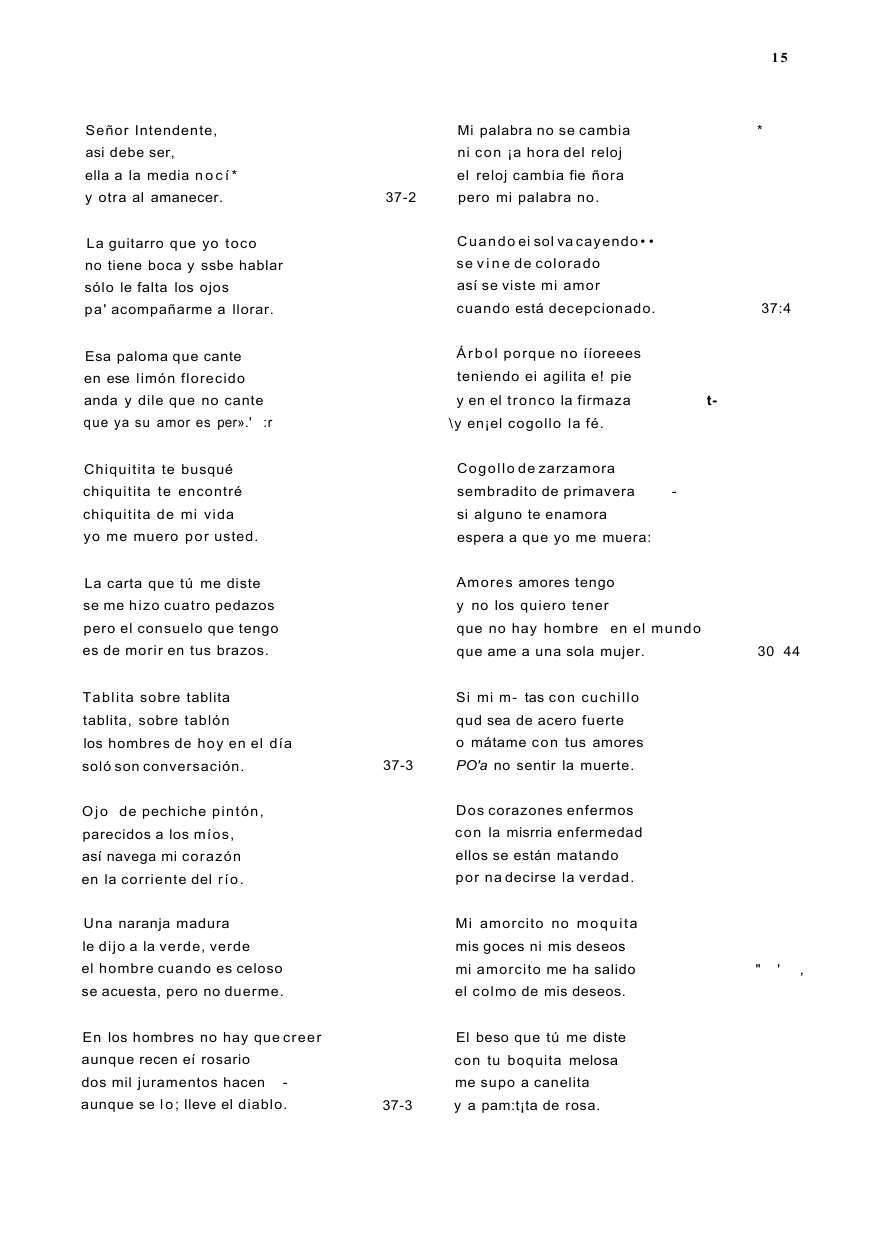 15
Señor Intendente,
asi debe ser,
ella a la media nocí*
y otra al amanecer. 37-2
La guitarro que yo toco
no tiene boca y ssbe hablar
sólo le falta los ojos
pa' acompañarme a llorar.
Esa paloma que cante
en ese limón florecido
anda y dile que no cante
que ya su amor es per».' :r
Chiquitita te busqué
chiquitita te encontré
chiquitita de mi vida
yo me muero por usted.
La carta que tú me diste
se me hizo cuatro pedazos
pero el consuelo que tengo
es de morir en tus brazos.
Tablita sobre tablita
tablita, sobre tablón
los hombres de hoy en el día
soló son conversación. 37-3
Ojo de pechiche pintón,
parecidos a los míos,
así navega mi corazón
en la corriente del río.
Una naranja madura
le dijo a la verde, verde
el hombre cuando es celoso
se acuesta, pero no duerme.
En los hombres no hay que creer
aunque recen eí rosario
dos mil juramentos hacen -
aunque se lo; lleve el diablo. 37-3
Mi palabra no se cambia *
ni con ¡a hora del reloj
el reloj cambia fie ñora
pero mi palabra no.
Cuando ei sol va cayendo••
se vine de colorado
así se viste mi amor
cuando está decepcionado. 37:4
Árbol porque no ííoreees
teniendo ei agilita e! pie
y en el tronco la firmaza t-
\y en¡el cogollo la fé.
Cogollo de zarzamora
sembradito de primavera -
si alguno te enamora
espera a que yo me muera:
Amores amores tengo
y no los quiero tener
que no hay hombre en el mundo
que ame a una sola mujer. 30 44
Si mi m- tas con cuchillo
qud sea de acero fuerte
o mátame con tus amores
PO'a no sentir la muerte.
Dos corazones enfermos
con la misrria enfermedad
ellos se están matando
por na decirse la verdad.
Mi amorcito no moquita
mis goces ni mis deseos
mi amorcito me ha salido " ' ,
el colmo de mis deseos.
El beso que tú me diste
con tu boquita melosa
me supo a canelita
y a pam:t¡ta de rosa.